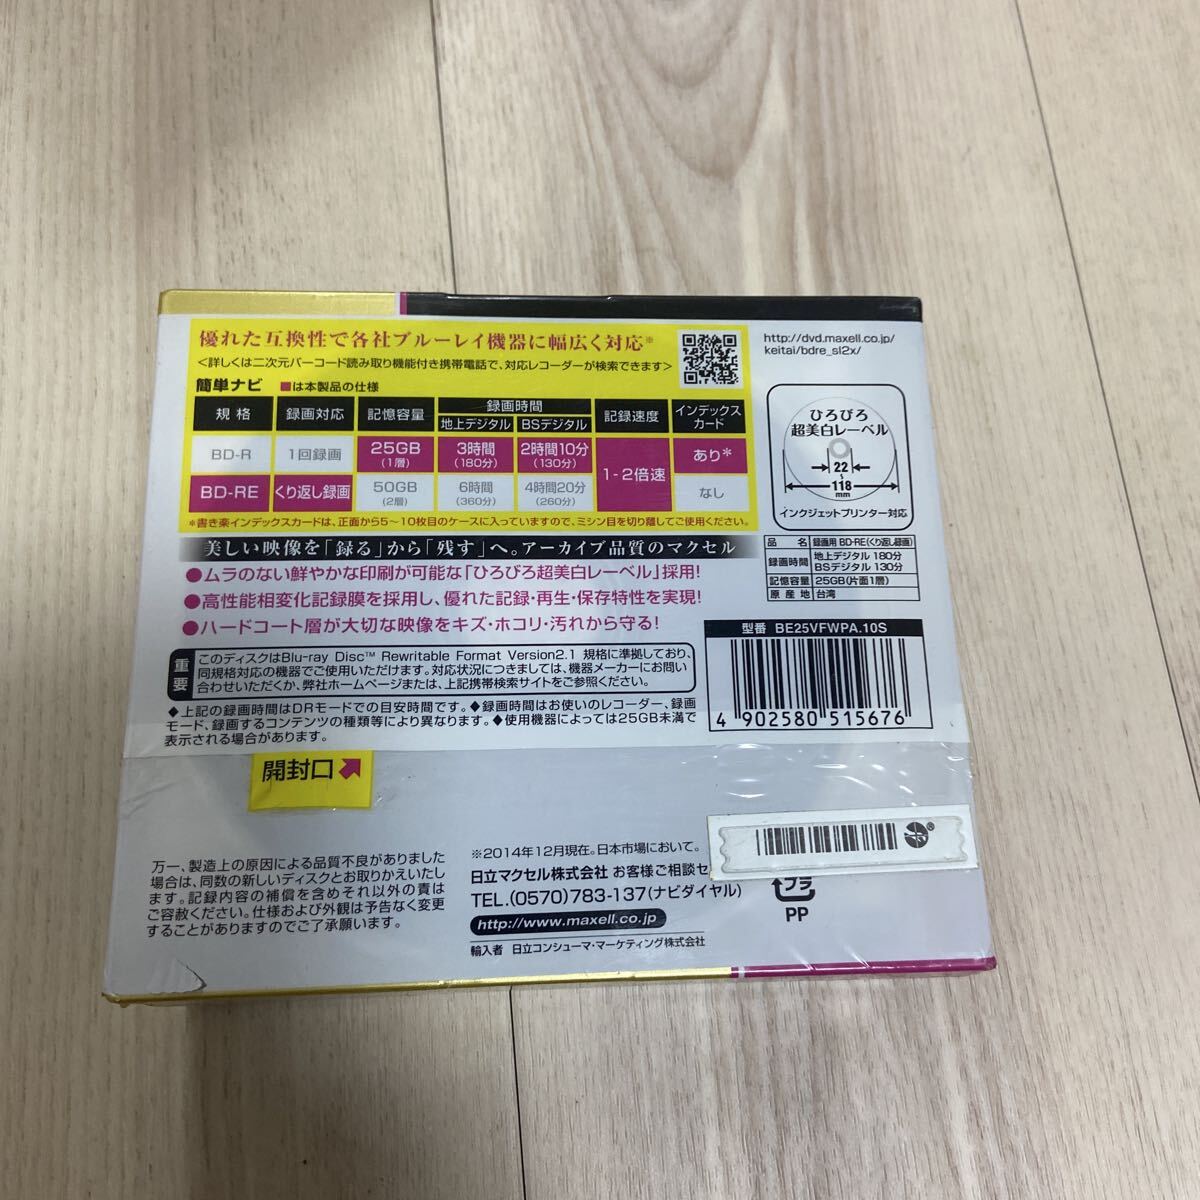 優れた互換性で各社ブルーレイ機器に幅広く対応※
<詳しくは二次元バーコード読み取り機能付き携帯電話で、対応レコーダーが検索できます>
http://dvd.maxell.co.jp/
keitai/bdre_sl2x/
簡単ナビ ■は本製品の仕様
規格 録画対応 記憶容量 録画時間 記録速度 インデックスカード
地上デジタル BSデジタル
BD-R 1回録画 25GB (1層) 3時間 (180分) 2時間10分 (130分) 1-2倍速 あり*
BD-RE くり返し録画 50GB (2層) 6時間 (360分) 4時間20分 (260分) なし
*書き楽インデックスカードは、正面から5~10枚目のケースに入っていますので、ミシン目を切り離してご使用ください。
ひろびろ
超美白レーベル
22
~
118
mm
インクジェットプリンター対応
美しい映像を「録る」から「残す」へ。アーカイブ品質のマクセル
●ムラのない鮮やかな印刷が可能な「ひろびろ超美白レーベル」採用!
●高性能相変化記録膜を採用し、優れた記録・再生・保存特性を実現!
●ハードコート層が大切な映像をキズ・ホコリ・汚れから守る!
品名 録画用 BD-RE(くり返し録画)
録画時間 地上デジタル 180分
BSデジタル 130分
記憶容量 25GB(片面1層)
原産地 台湾
重要
このディスクはBlu-ray Disc™ Rewritable Format Version2.1 規格に準拠しており、
同規格対応の機器でご使用いただけます。対応状況につきましては、機器メーカーにお問い
合わせいただくか、弊社ホームページまたは、上記携帯検索サイトをご参照ください。
◆上記の録画時間はDRモードでの目安時間です。◆録画時間はお使いのレコーダー、録画
モード、録画するコンテンツの種類等により異なります。◆使用機器によっては25GB未満で
表示される場合があります。
型番 BE25VFWPA.10S
4 902580 515676
開封口
万一、製造上の原因による品質不良がありました
場合は、同数の新しいディスクとお取りかえいたし
ます。記録内容の補償を含めそれ以外の責は
ご容赦ください。仕様および外観は予告なく変更
することがありますのでご了承願います。
※2014年12月現在。日本市場において。
日立マクセル株式会社 お客様ご相談セ
TEL.(0570)783-137(ナビダイヤル)
http://www.maxell.co.jp
輸入者 日立コンシューマ・マーケティング株式会社
プラ
PP